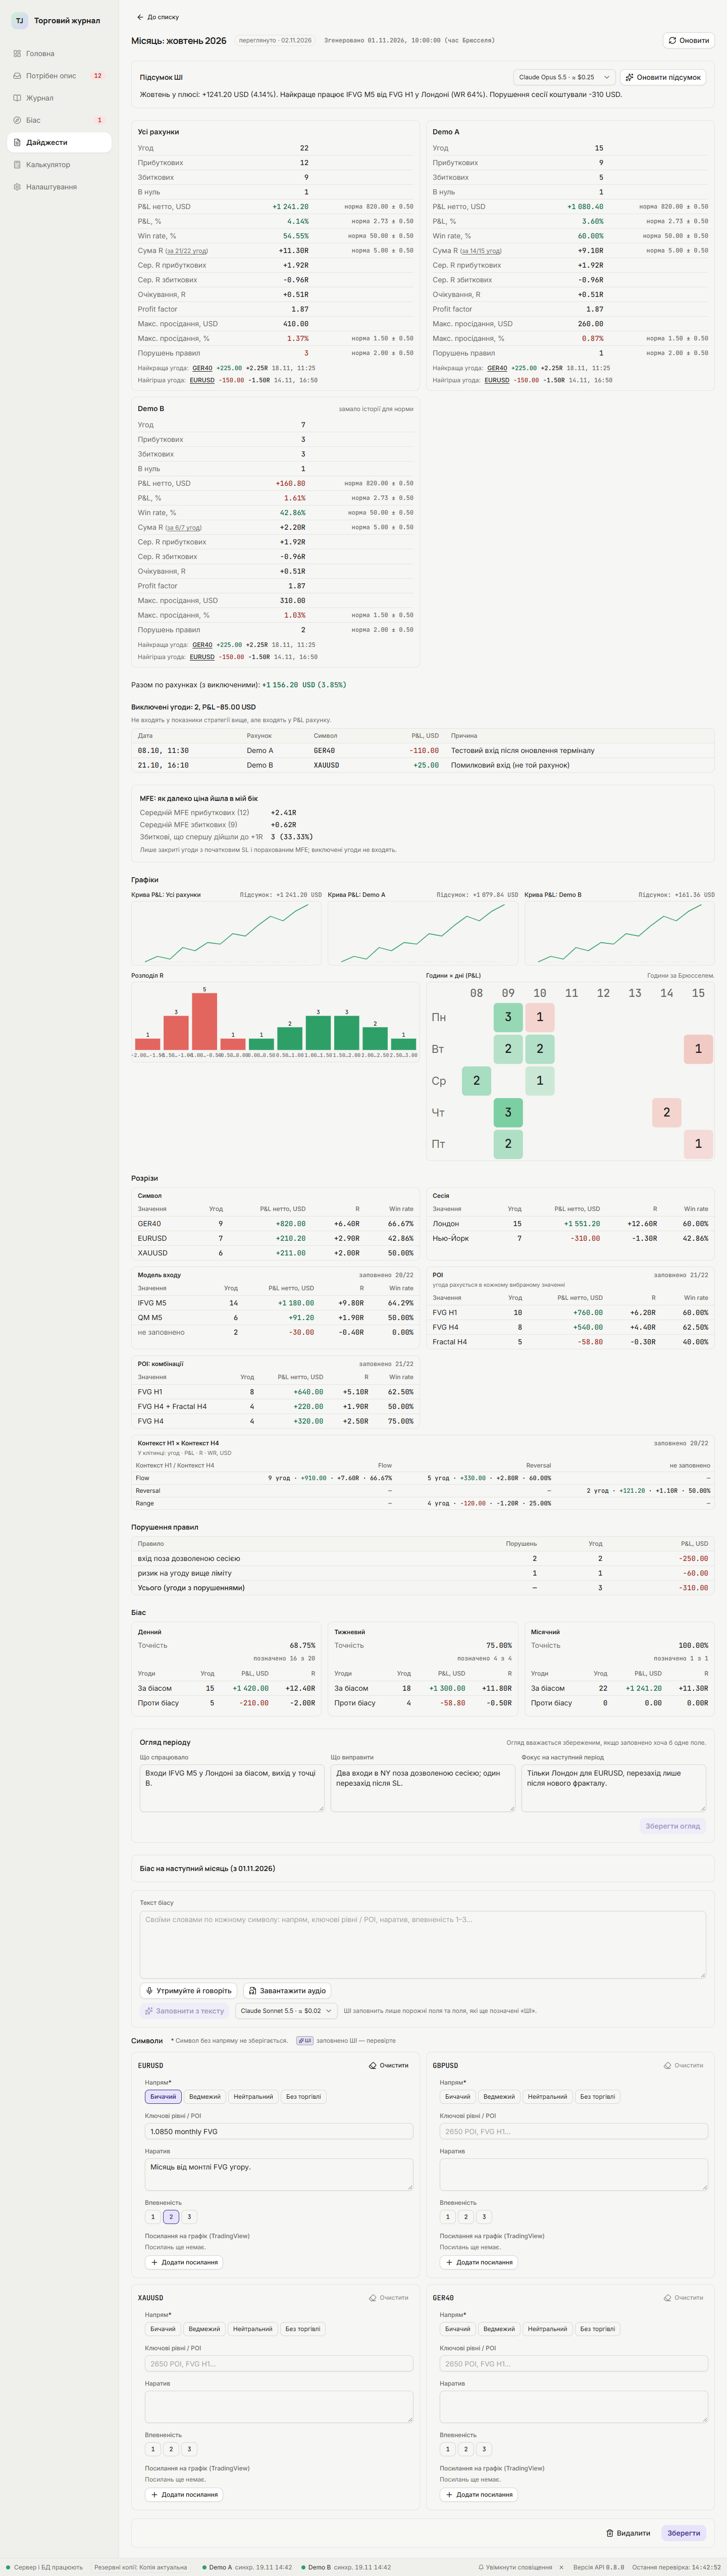 TJ Торговий журнал
Головна
Потрібен опис 12
Журнал
Біас 1
Дайджести
Калькулятор
Налаштування
До списку
Місяць: жовтень 2026 переглянуто · 02.11.2026 Згенеровано 01.11.2026, 10:00:00 (час Брюсселя) Оновити
Підсумок ШІ Claude Opus 5.5 · ≈ $0.25 Оновити підсумок
Жовтень у плюсі: +1241.20 USD (4.14%). Найкраще працює IFVG M5 від FVG H1 у Лондоні (WR 64%). Порушення сесії коштували -310 USD.
Усі рахунки
Угод 22
Прибуткових 12
Збиткових 9
В нуль 1
P&L нетто, USD +1 241.20 норма 820.00 ± 0.50
P&L, % 4.14% норма 2.73 ± 0.50
Win rate, % 54.55% норма 50.00 ± 0.50
Сума R (за 21/22 угод) +11.30R норма 5.00 ± 0.50
Сер. R прибуткових +1.92R
Сер. R збиткових -0.96R
Очікування, R +0.51R
Profit factor 1.87
Макс. просідання, USD 410.00
Макс. просідання, % 1.37% норма 1.50 ± 0.50
Порушень правил 3 норма 2.00 ± 0.50
Найкраща угода: GER40 +225.00 +2.25R 18.11, 11:25
Найгірша угода: EURUSD -150.00 -1.50R 14.11, 16:50
Demo A
Угод 15
Прибуткових 9
Збиткових 5
В нуль 1
P&L нетто, USD +1 080.40 норма 820.00 ± 0.50
P&L, % 3.60% норма 2.73 ± 0.50
Win rate, % 60.00% норма 50.00 ± 0.50
Сума R (за 14/15 угод) +9.10R норма 5.00 ± 0.50
Сер. R прибуткових +1.92R
Сер. R збиткових -0.96R
Очікування, R +0.51R
Profit factor 1.87
Макс. просідання, USD 260.00
Макс. просідання, % 0.87% норма 1.50 ± 0.50
Порушень правил 1 норма 2.00 ± 0.50
Найкраща угода: GER40 +225.00 +2.25R 18.11, 11:25
Найгірша угода: EURUSD -150.00 -1.50R 14.11, 16:50
Demo B замало історії для норми
Угод 7
Прибуткових 3
Збиткових 3
В нуль 1
P&L нетто, USD +160.80 норма 820.00 ± 0.50
P&L, % 1.61% норма 2.73 ± 0.50
Win rate, % 42.86% норма 50.00 ± 0.50
Сума R (за 6/7 угод) +2.20R норма 5.00 ± 0.50
Сер. R прибуткових +1.92R
Сер. R збиткових -0.96R
Очікування, R +0.51R
Profit factor 1.87
Макс. просідання, USD 310.00
Макс. просідання, % 1.03% норма 1.50 ± 0.50
Порушень правил 2 норма 2.00 ± 0.50
Найкраща угода: GER40 +225.00 +2.25R 18.11, 11:25
Найгірша угода: EURUSD -150.00 -1.50R 14.11, 16:50
Разом по рахунках (з виключеними): +1 156.20 USD (3.85%)
Виключені угоди: 2, P&L −85.00 USD
Не входять у показники стратегії вище, але входять у P&L рахунку.
Дата Рахунок Символ P&L, USD Причина
08.10, 11:30 Demo A GER40 -110.00 Тестовий вхід після оновлення терміналу
21.10, 16:10 Demo B XAUUSD +25.00 Помилковий вхід (не той рахунок)
MFE: як далеко ціна йшла в мій бік
Середній MFE прибуткових (12) +2.41R
Середній MFE збиткових (9) +0.62R
Збиткові, що спершу дійшли до +1R 3 (33.33%)
Лише закриті угоди з початковим SL і порахованим MFE; виключені угоди не входять.
Графіки
Крива P&L: Усі рахунки Підсумок: +1 241.20 USD
Крива P&L: Demo A Підсумок: +1 079.84 USD
Крива P&L: Demo B Підсумок: +161.36 USD
Розподіл R
1 3 5 1 1 2 3 3 2 1
Години × дні (P&L) Години за Брюсселем.
08 09 10 11 12 13 14 15
Пн 3 1
Вт 2 2 1
Ср 2 1
Чт 3 2
Пт 2 1
Розрізи
Символ
Значення Угод P&L нетто, USD R Win rate
GER40 9 +820.00 +6.40R 66.67%
EURUSD 7 +210.20 +2.90R 42.86%
XAUUSD 6 +211.00 +2.00R 50.00%
Сесія
Значення Угод P&L нетто, USD R Win rate
Лондон 15 +1 551.20 +12.60R 60.00%
Нью-Йорк 7 -310.00 -1.30R 42.86%
Модель входу заповнено 20/22
Значення Угод P&L нетто, USD R Win rate
IFVG M5 14 +1 180.00 +9.80R 64.29%
QM M5 6 +91.20 +1.90R 50.00%
не заповнено 2 -30.00 -0.40R 0.00%
POI заповнено 21/22
угода рахується в кожному вибраному значенні
Значення Угод P&L нетто, USD R Win rate
FVG H1 10 +760.00 +6.20R 60.00%
FVG H4 8 +540.00 +4.40R 62.50%
Fractal H4 5 -58.80 -0.30R 40.00%
POI: комбінації заповнено 21/22
Значення Угод P&L нетто, USD R Win rate
FVG H1 8 +640.00 +5.10R 62.50%
FVG H4 + Fractal H4 4 +220.00 +1.90R 50.00%
FVG H4 4 +320.00 +2.50R 75.00%
Контекст H1 × Контекст H4 заповнено 20/22
У клітинці: угод · P&L · R · WR, USD
Контекст H1 / Контекст H4 Flow Reversal не заповнено
Flow 9 угод · +910.00 · +7.60R · 66.67% 5 угод · +330.00 · +2.80R · 60.00% —
Reversal — — 2 угод · +121.20 · +1.10R · 50.00%
Range — 4 угод · -120.00 · -1.20R · 25.00% —
Порушення правил
Правило Порушень Угод P&L, USD
вхід поза дозволеною сесією 2 2 -250.00
ризик на угоду вище ліміту 1 1 -60.00
Усього (угоди з порушеннями) — 3 -310.00
Біас
Денний
Точність 68.75%
позначено 16 з 20
Угоди Угод P&L, USD R
За біасом 15 +1 420.00 +12.40R
Проти біасу 5 -210.00 -2.00R
Тижневий
Точність 75.00%
позначено 4 з 4
Угоди Угод P&L, USD R
За біасом 18 +1 300.00 +11.80R
Проти біасу 4 -58.80 -0.50R
Місячний
Точність 100.00%
позначено 1 з 1
Угоди Угод P&L, USD R
За біасом 22 +1 241.20 +11.30R
Проти біасу 0 0.00 0.00R
Огляд періоду Огляд вважається збереженим, якщо заповнено хоча б одне поле.
Що спрацювало
Входи IFVG M5 у Лондоні за біасом, вихід у точці
B.
Що виправити
Два входи в NY поза дозволеною сесією; один
перезахід після SL.
Фокус на наступний період
Тільки Лондон для EURUSD, перезахід лише
після нового фракталу.
Зберегти огляд
Біас на наступний місяць (з 01.11.2026)
Текст біасу
Своїми словами по кожному символу: напрям, ключові рівні / POI, наратив, впевненість 1–3...
Утримуйте й говоріть Завантажити аудіо
Заповнити з тексту Claude Sonnet 5.5 · ≈ $0.02 ШІ заповнить лише порожні поля та поля, які ще позначені «ШІ».
Символи * Символ без напряму не зберігається. ШІ заповнено ШІ — перевірте
EURUSD Очистити
Напрям*
Бичачий Ведмежий Нейтральний Без торгівлі
Ключові рівні / POI
1.0850 monthly FVG
Наратив
Місяць від монтлі FVG угору.
Впевненість
1 2 3
Посилання на графік (TradingView)
Посилань ще немає.
Додати посилання
GBPUSD Очистити
Напрям*
Бичачий Ведмежий Нейтральний Без торгівлі
Ключові рівні / POI
2650 POI, FVG H1...
Наратив
Впевненість
1 2 3
Посилання на графік (TradingView)
Посилань ще немає.
Додати посилання
XAUUSD Очистити
Напрям*
Бичачий Ведмежий Нейтральний Без торгівлі
Ключові рівні / POI
2650 POI, FVG H1...
Наратив
Впевненість
1 2 3
Посилання на графік (TradingView)
Посилань ще немає.
Додати посилання
GER40 Очистити
Напрям*
Бичачий Ведмежий Нейтральний Без торгівлі
Ключові рівні / POI
2650 POI, FVG H1...
Наратив
Впевненість
1 2 3
Посилання на графік (TradingView)
Посилань ще немає.
Додати посилання
Видалити Зберегти
Сервер і БД працюють Резервні копії: Копія актуальна Demo A синхр. 19.11 14:42 Demo B синхр. 19.11 14:42 Увімкнути сповіщення × Версія API 0.8.0 Остання перевірка: 14:42:52